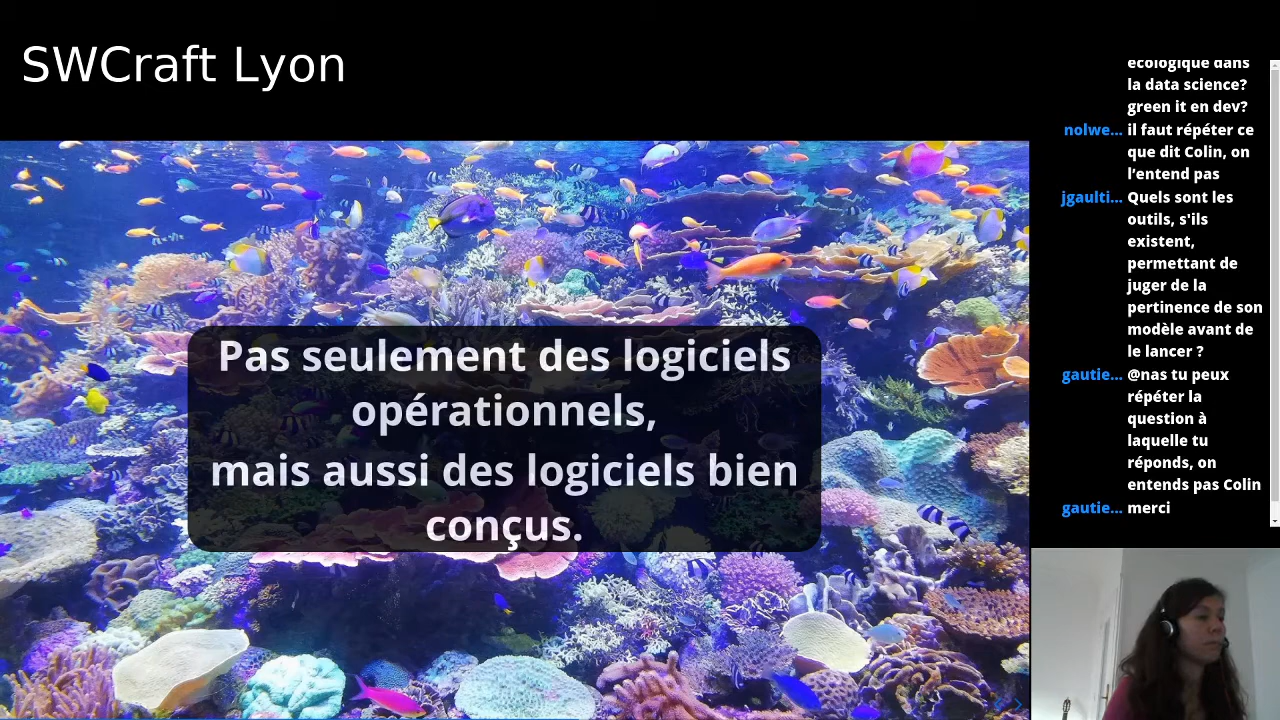 SWCraft Lyon
Pas seulement des logiciels
opérationnels,
mais aussi des logiciels bien
conçus.
écologique dans
la data science?
green it en dev?
nolwe... il faut répéter ce
que dit Colin, on
l'entend pas
jgaulti... Quels sont les
outils, s'ils
existent,
permettant de
juger de la
pertinence de son
modèle avant de
le lancer ?
gautie... @nas tu peux
répéter la
question à
laquelle tu
réponds, on
entends pas Colin
gautie... merci